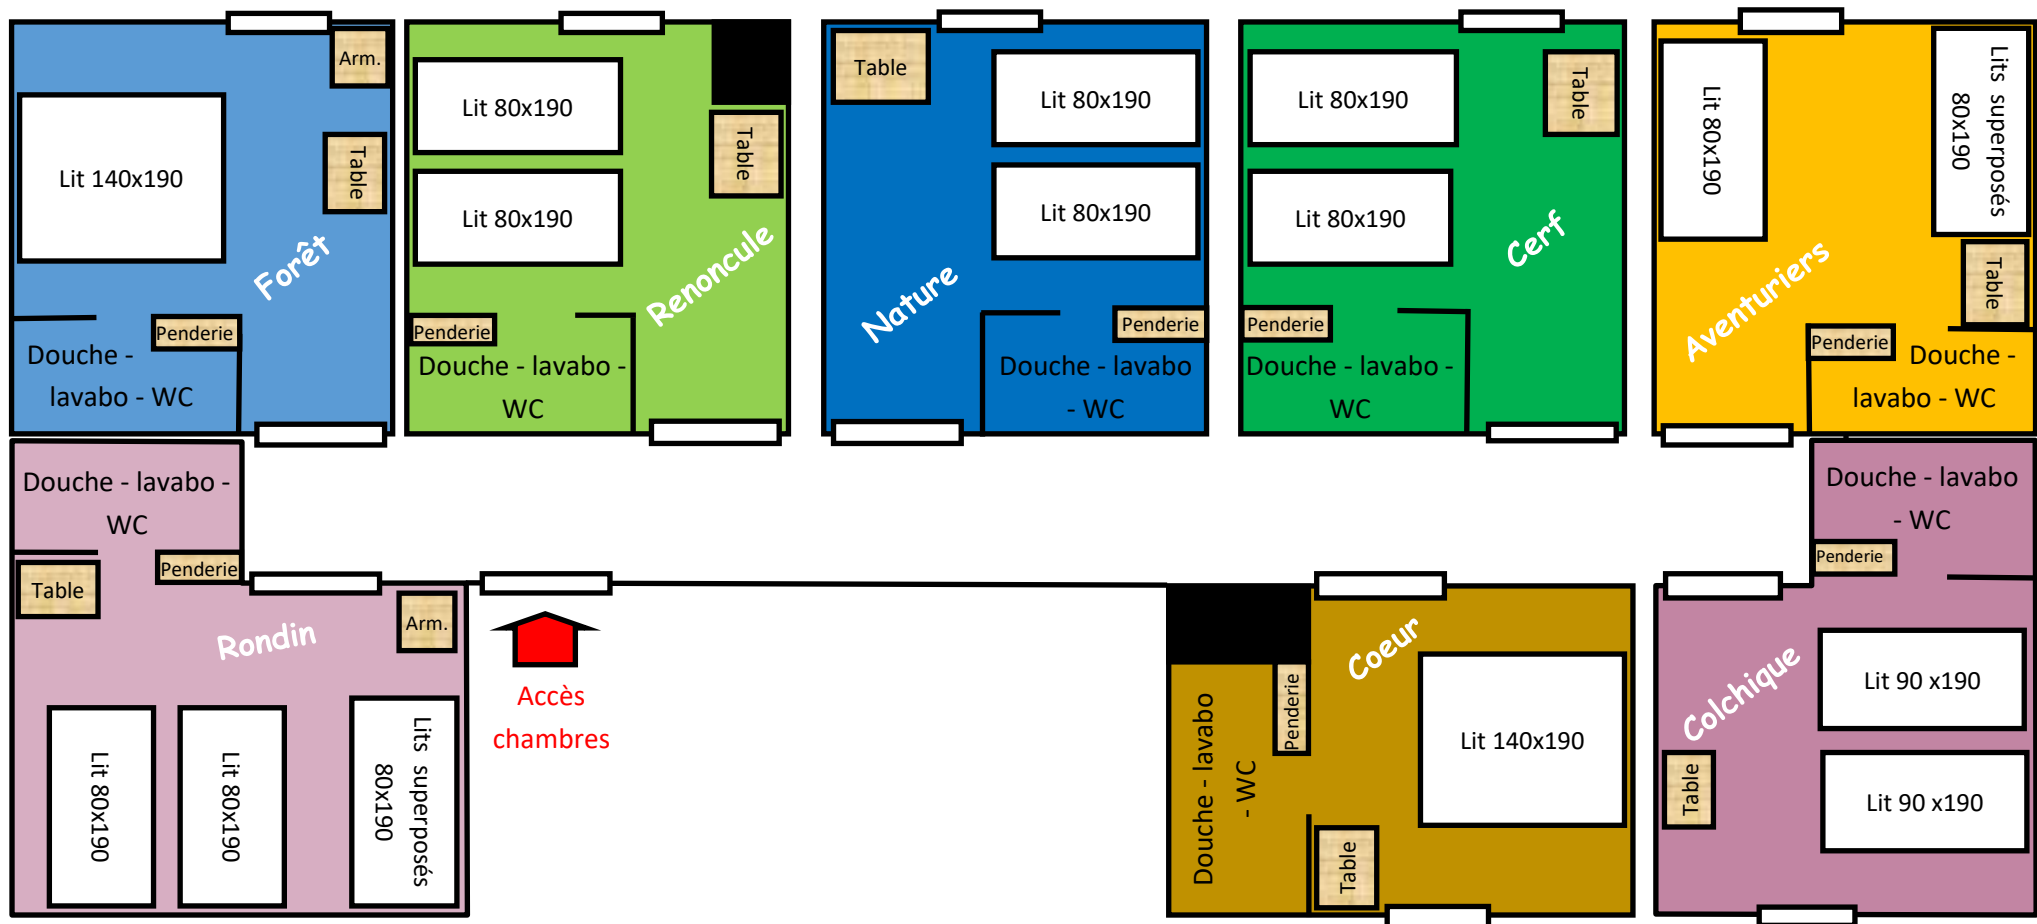 Arm.
Lit 140x190
Table
Forêt
Penderie
Douche -
lavabo - WC
Lit 80x190
Lit 80x190
Table
Renoncule
Penderie
Douche - lavabo -
WC
Table
Lit 80x190
Lit 80x190
Nature
Penderie
Douche - lavabo
- WC
Lit 80x190
Lit 80x190
Table
Cerf
Penderie
Douche - lavabo -
WC
Lit 80x190
Lits superposés
80x190
Table
Aventuriers
Penderie
Douche -
lavabo - WC
Douche - lavabo -
WC
Penderie
Table
Arm.
Rondin
Lit 80x190
Lit 80x190
Lits superposés
80x190
Accès
chambres
Douche - lavabo
- WC
Penderie
Coeur
Lit 140x190
Table
Douche - lavabo
- WC
Penderie
Colchique
Lit 90 x190
Lit 90 x190
Table